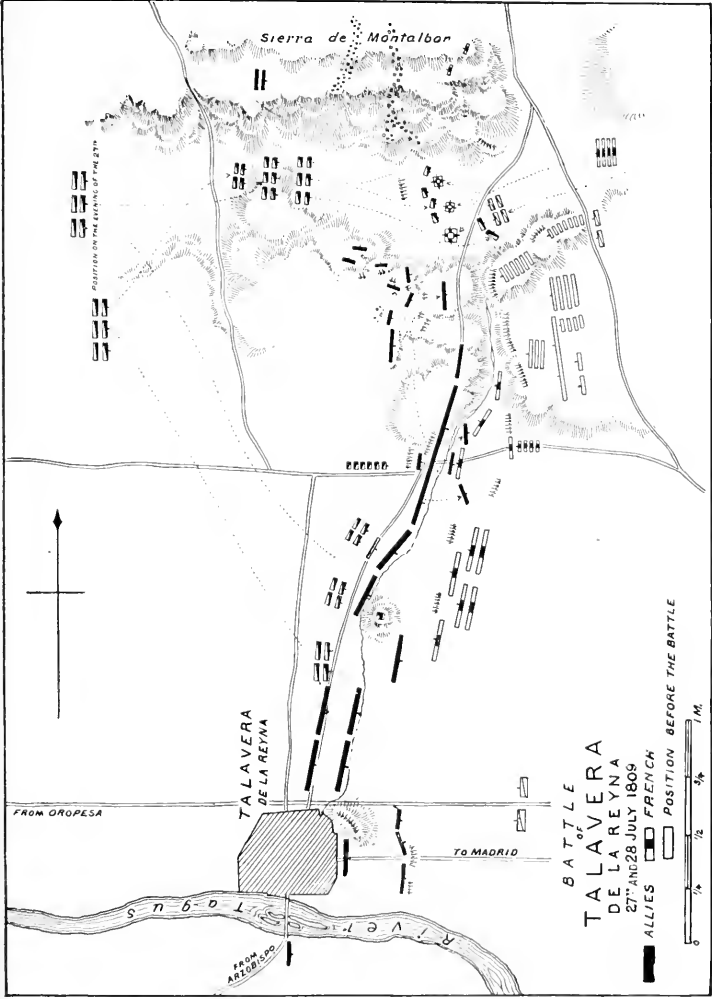 Sierra de Montalban
POSITION ON THE EVENING OF THE 27TH
TALAVERA
DE LA REYNA
FROM OROPESA
TO MADRID
River Tagus
FROM
ARZOBISPO
BATTLE
OF
TALAVERA
DE LA REYNA
27TH AND 28 JULY 1809
ALLIES FRENCH
POSITION BEFORE THE BATTLE
0 1/4 1/2 3/4 1 M.